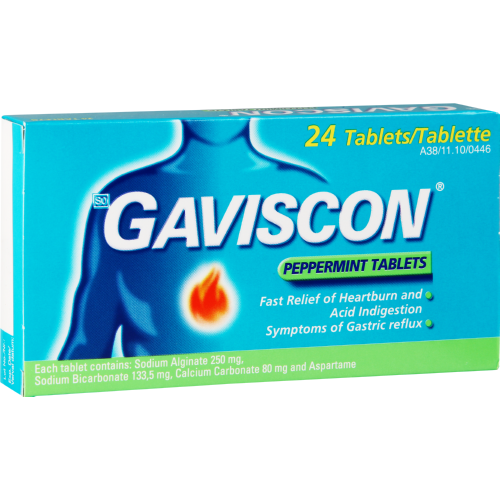 GAVISCON
24 Tablets/Tablette
A38/11.10/0446
S0
GAVISCON®
PEPPERMINT TABLETS
Fast Relief of Heartburn and
Acid Indigestion
Symptoms of Gastric reflux
Each tablet contains: Sodium Alginate 250 mg,
Sodium Bicarbonate 133,5 mg, Calcium Carbonate 80 mg and Aspartame